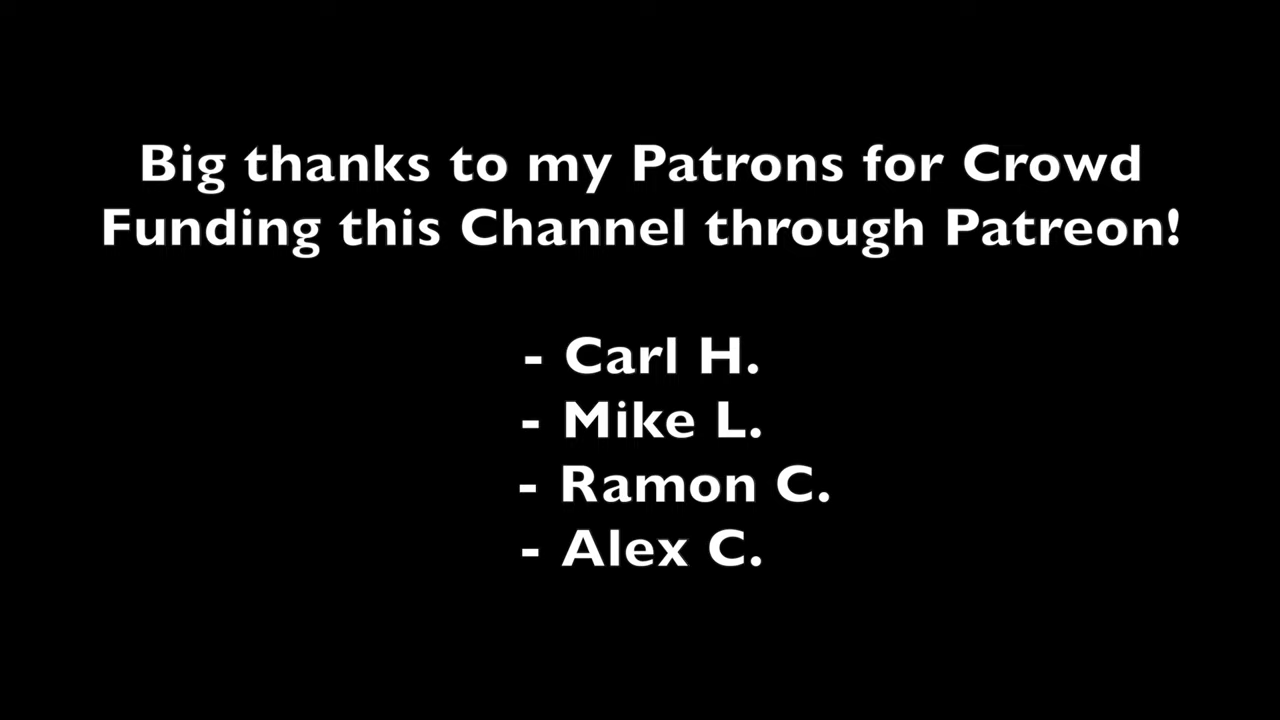 Big thanks to my Patrons for Crowd
Funding this Channel through Patreon!
- Carl H.
- Mike L.
- Ramon C.
- Alex C.